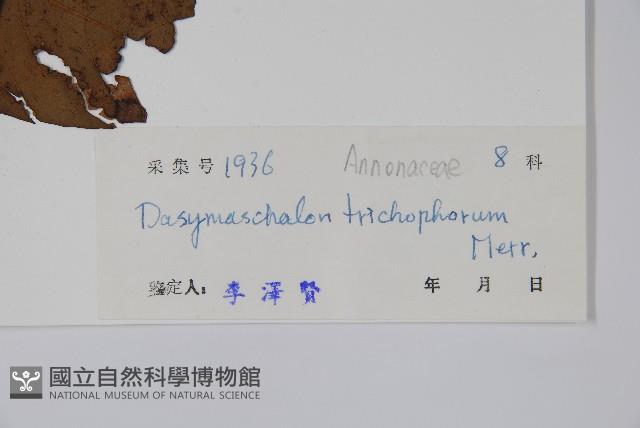 采集号 1936 Annonaceae 8 科
Dasymaschalon trichophorum
Merr.
鉴定人: 李澤賢 年 月 日
國立自然科學博物館
NATIONAL MUSEUM OF NATURAL SCIENCE